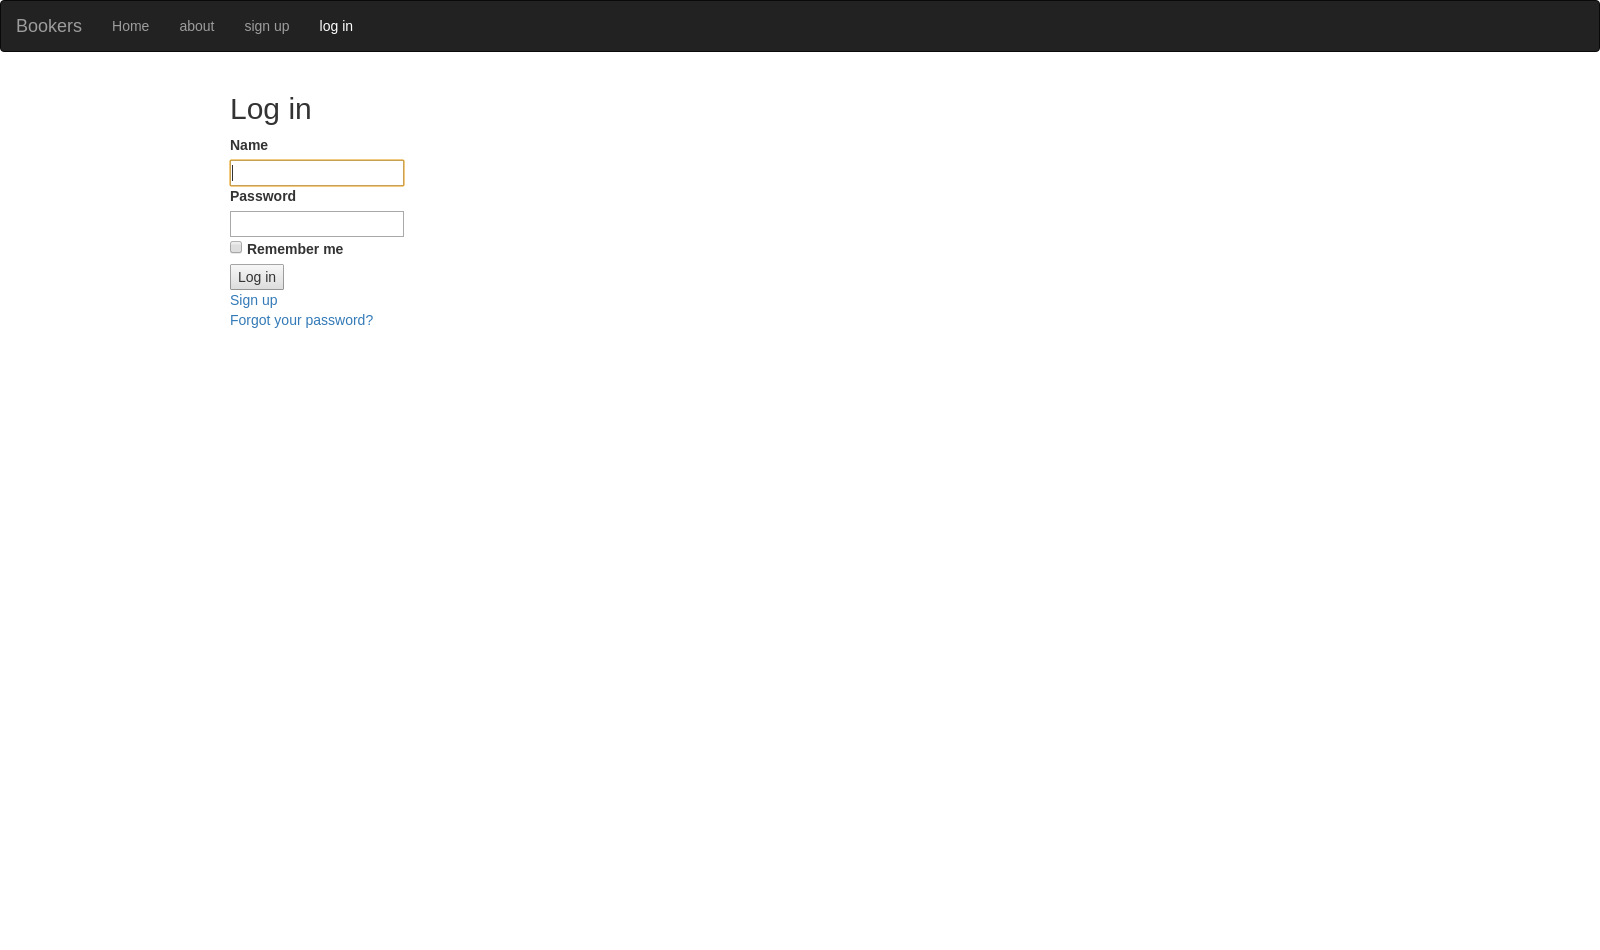 Bookers Home about sign up log in
Log in
Name
Password
Remember me
Log in
Sign up
Forgot your password?